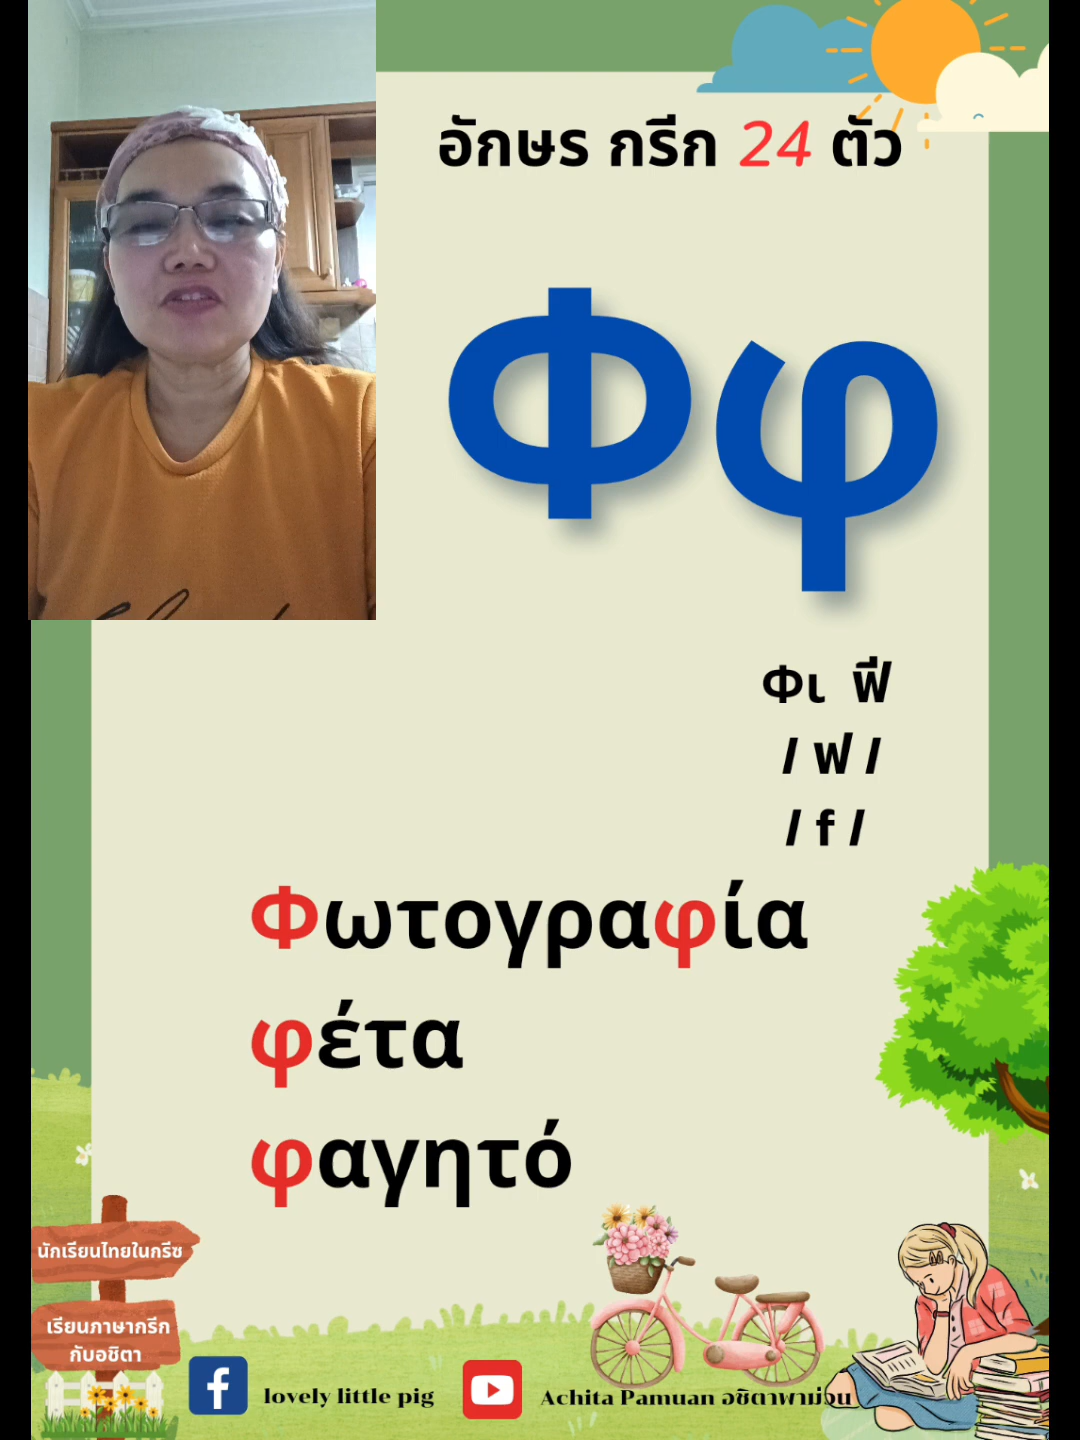 อักษร กรีก 24 ตัว
Φφ
Φι ฟี
/ ฟ /
/ f /
Φωτογραφία
φέτα
φαγητό
นักเรียนไทยในกรีซ
เรียนภาษากรีก
กับอชิตา
lovely little pig
Achita Pamuan อชิตาพาม่วน